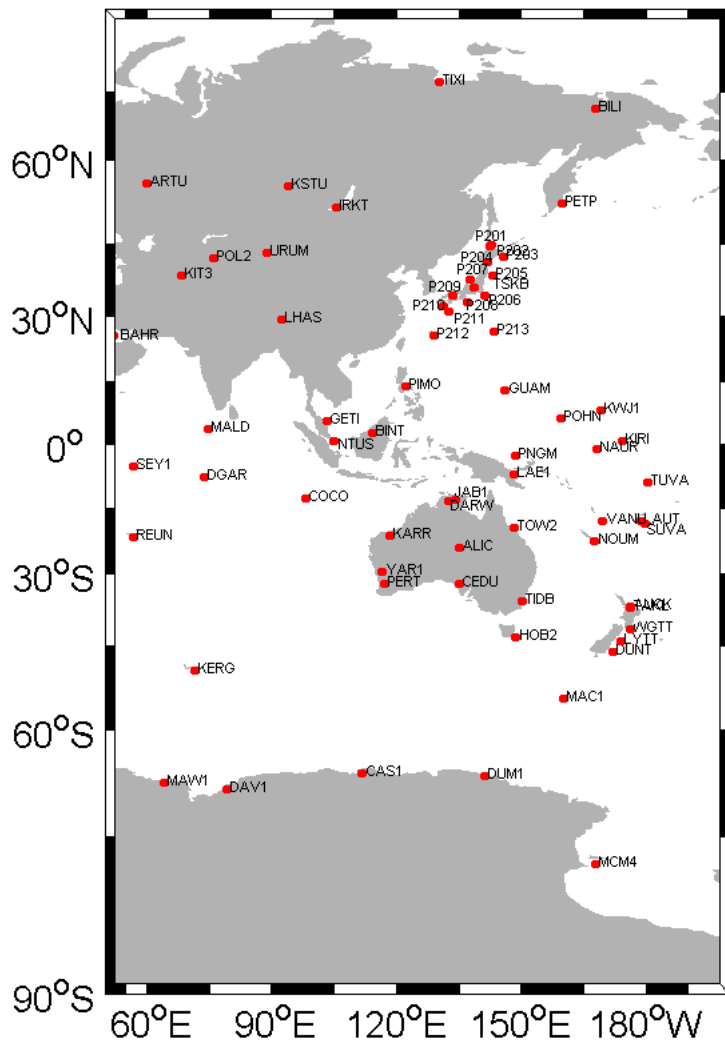 TIXI
BILI
60°N
ARTU
KSTU
IRKT
PETP
P201
P202
P203
P204
URUM
POL2
P207
P205
KIT3
TSKB
P209
P206
P210
P208
LHAS
P211
30°N
P213
BAHR
P212
PIMO
GUAM
KWJ1
POHN
GETI
MALD
BINT
KIRI
0°
NTUS
NAUR
PNGM
SEY1
DGAR
LAE1
TUVA
COCO
JAB1
DARW
VANU
LAUT
TOW2
SUVA
REUN
KARR
NOUM
ALIC
YAR1
30°S
PERT
CEDU
TIDB
AUCK
WGTT
HOB2
LYTT
DUNT
KERG
MAC1
60°S
CAS1
MAW1
DUM1
DAV1
MCM4
90°S
60°E
90°E
120°E
150°E
180°W